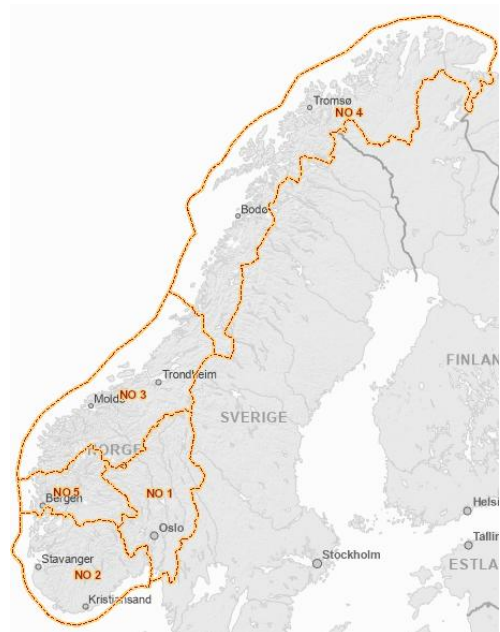 Tromsø
NO 4
Bodø
FINLAN
Trondheim
NO 3
Molde
SVERIGE
NORGE
NO 5
NO 1
Bergen
Helsi
Oslo
Tallin
Stockholm
ESTLA
Stavanger
NO 2
Kristiansand